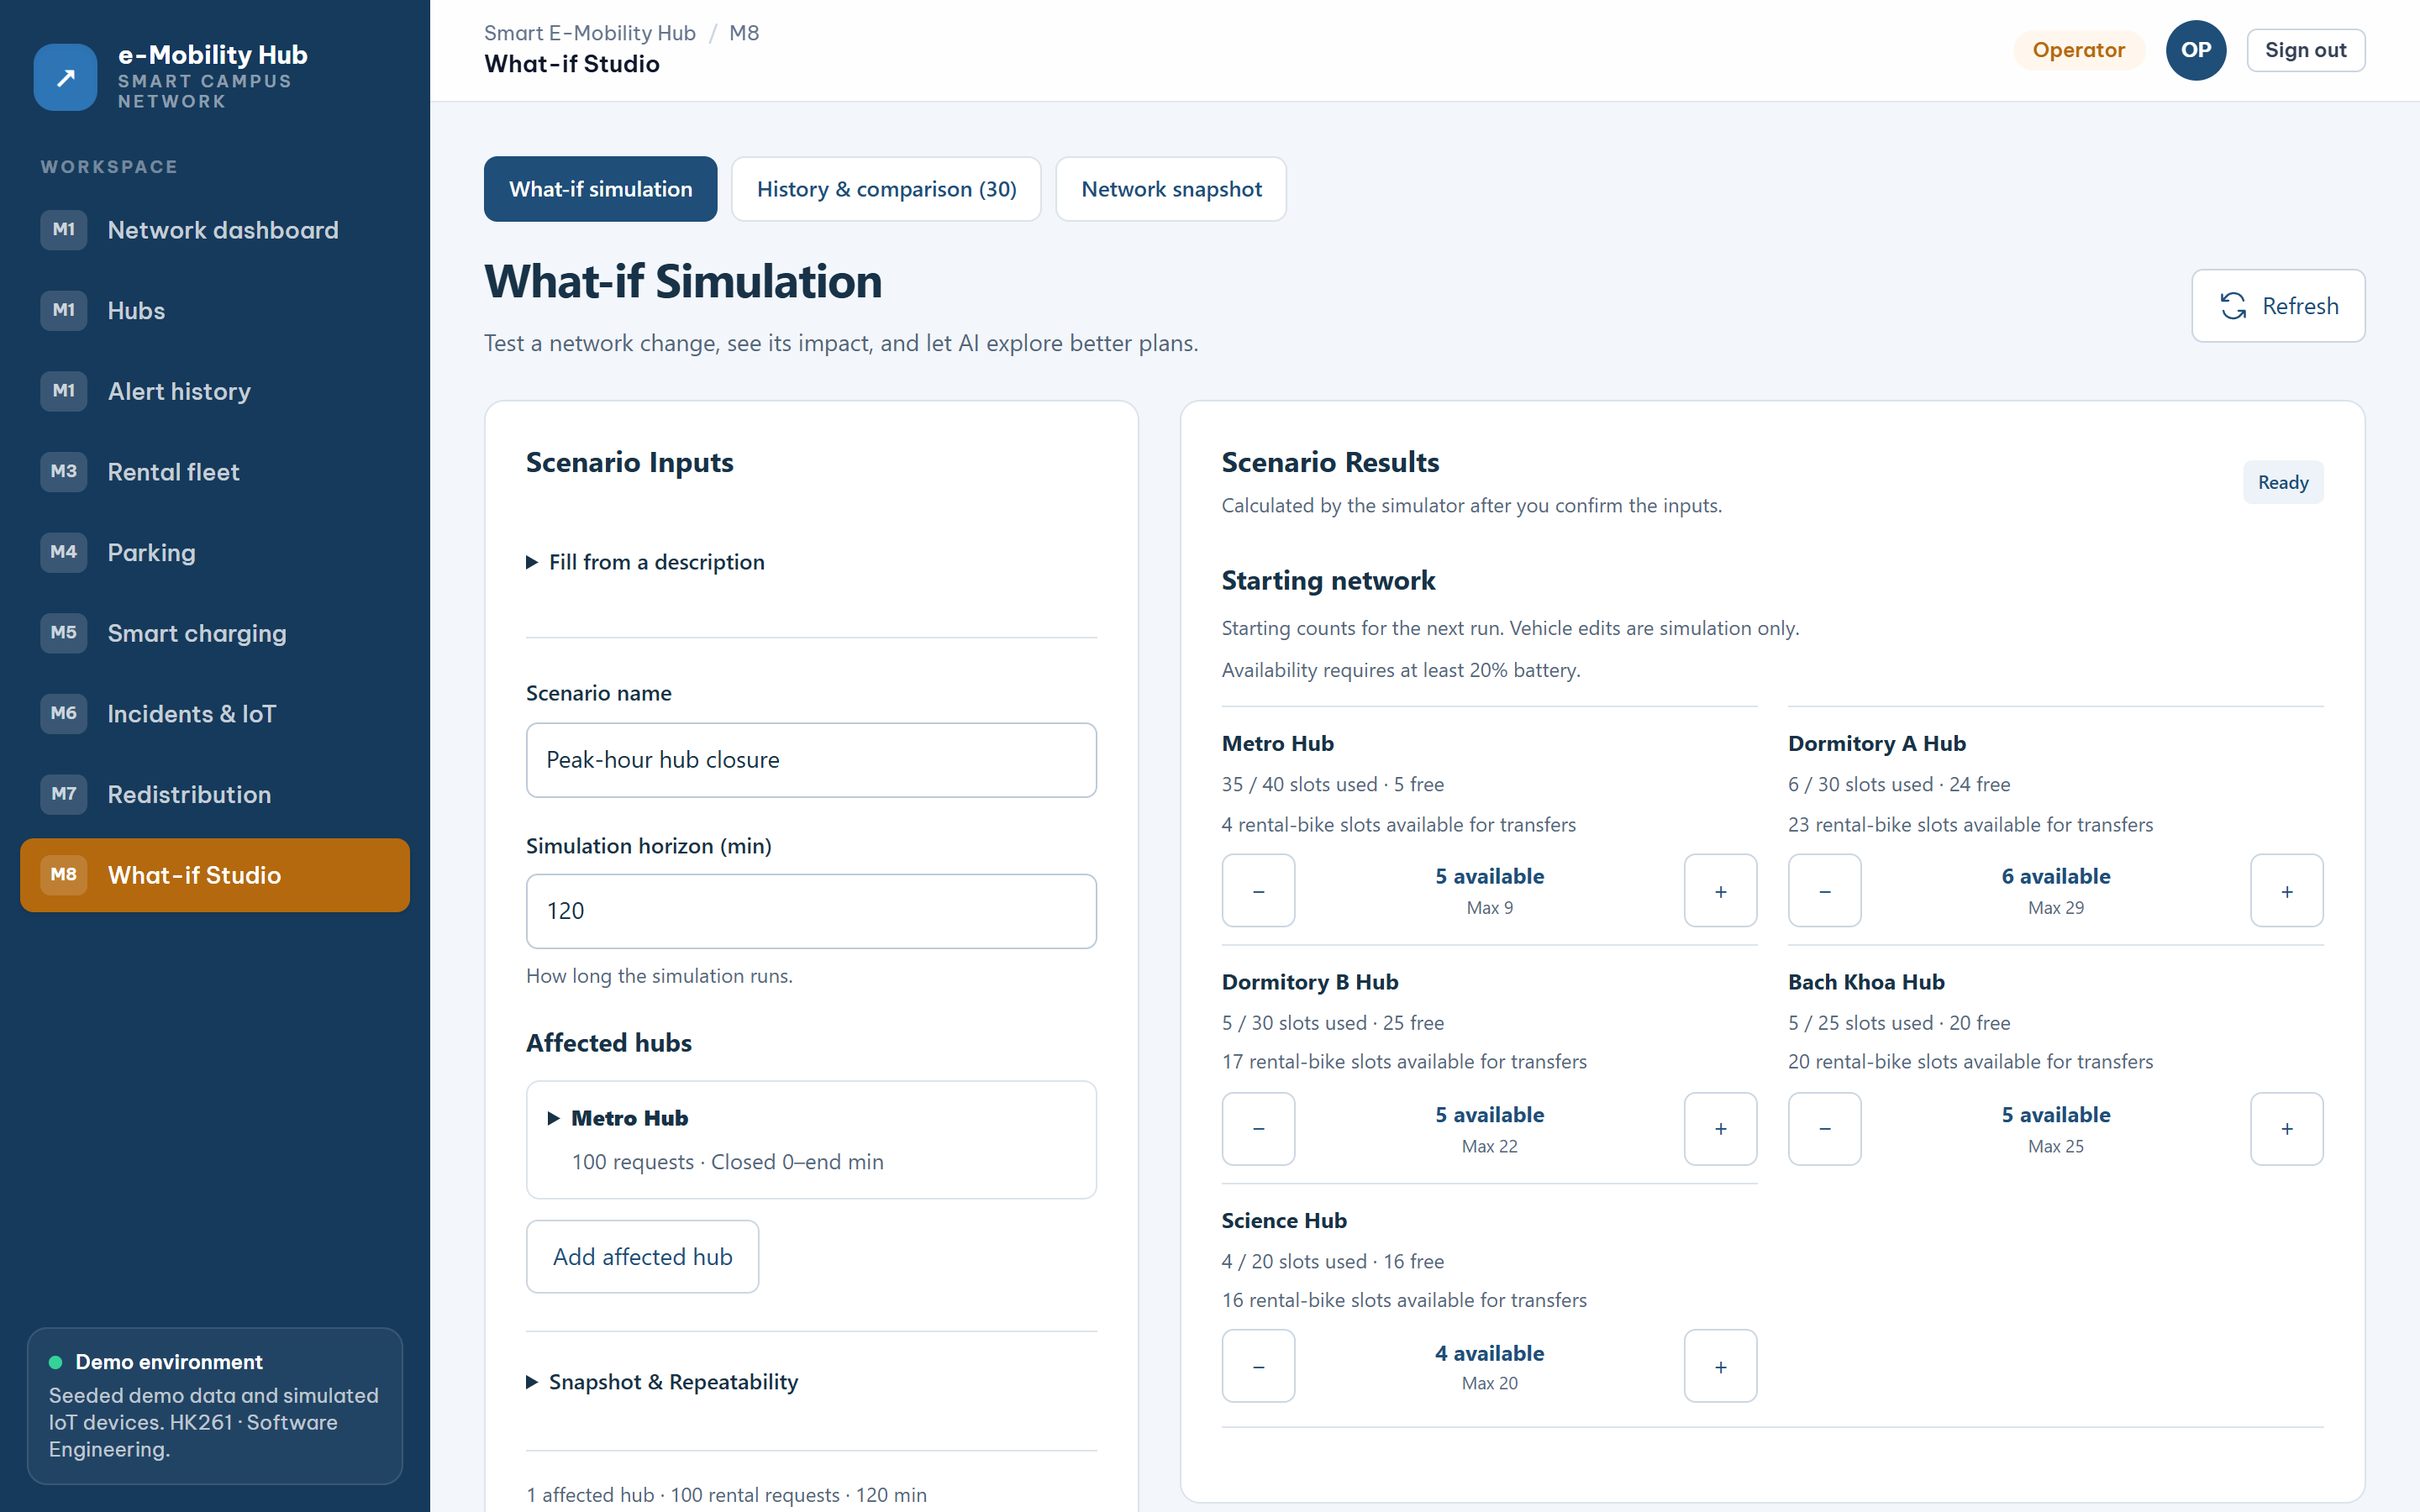 ↗
e-Mobility Hub
SMART CAMPUS
NETWORK
WORKSPACE
M1 Network dashboard
M1 Hubs
M1 Alert history
M3 Rental fleet
M4 Parking
M5 Smart charging
M6 Incidents & IoT
M7 Redistribution
M8 What-if Studio
Demo environment
Seeded demo data and simulated
IoT devices. HK261 · Software
Engineering.
Smart E-Mobility Hub / M8
What-if Studio
Operator
OP
Sign out
What-if simulation
History & comparison (30)
Network snapshot
What-if Simulation
Test a network change, see its impact, and let AI explore better plans.
Refresh
Scenario Inputs
Fill from a description
Scenario name
Peak-hour hub closure
Simulation horizon (min)
120
How long the simulation runs.
Affected hubs
Metro Hub
100 requests · Closed 0–end min
Add affected hub
Snapshot & Repeatability
1 affected hub · 100 rental requests · 120 min
Scenario Results
Calculated by the simulator after you confirm the inputs.
Ready
Starting network
Starting counts for the next run. Vehicle edits are simulation only.
Availability requires at least 20% battery.
Metro Hub
35 / 40 slots used · 5 free
4 rental-bike slots available for transfers
−
5 available
Max 9
+
Dormitory A Hub
6 / 30 slots used · 24 free
23 rental-bike slots available for transfers
−
6 available
Max 29
+
Dormitory B Hub
5 / 30 slots used · 25 free
17 rental-bike slots available for transfers
−
5 available
Max 22
+
Bach Khoa Hub
5 / 25 slots used · 20 free
20 rental-bike slots available for transfers
−
5 available
Max 25
+
Science Hub
4 / 20 slots used · 16 free
16 rental-bike slots available for transfers
−
4 available
Max 20
+